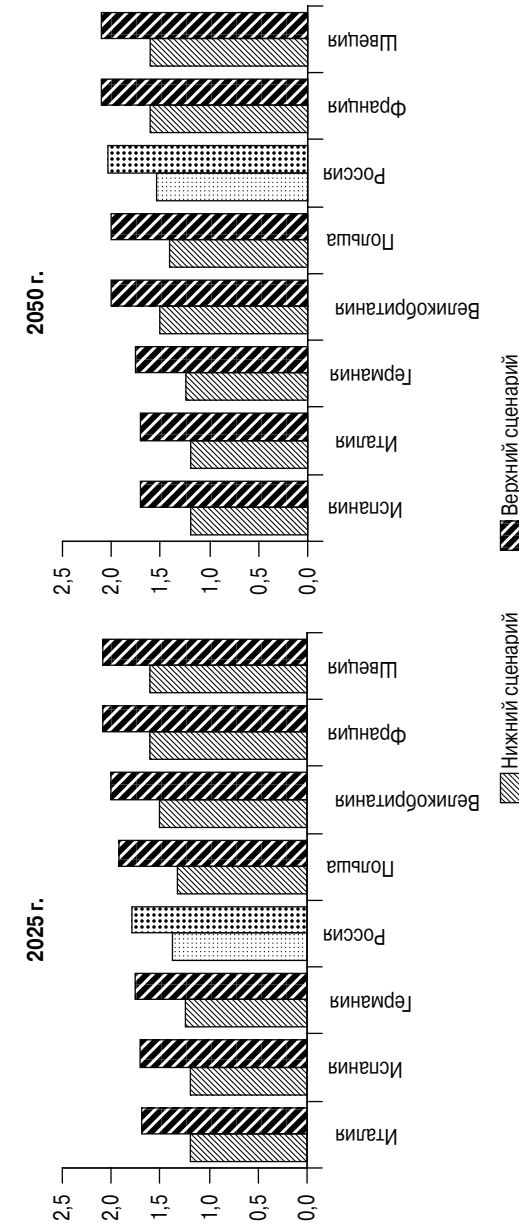 2025 г.
2,5
2,0
1,5
1,0
0,5
0,0
Италия
Испания
Германия
Россия
Польша
Великобритания
Франция
Швеция
2050 г.
2,5
2,0
1,5
1,0
0,5
0,0
Испания
Италия
Германия
Великобритания
Польша
Россия
Франция
Швеция
Нижний сценарий
Верхний сценарий